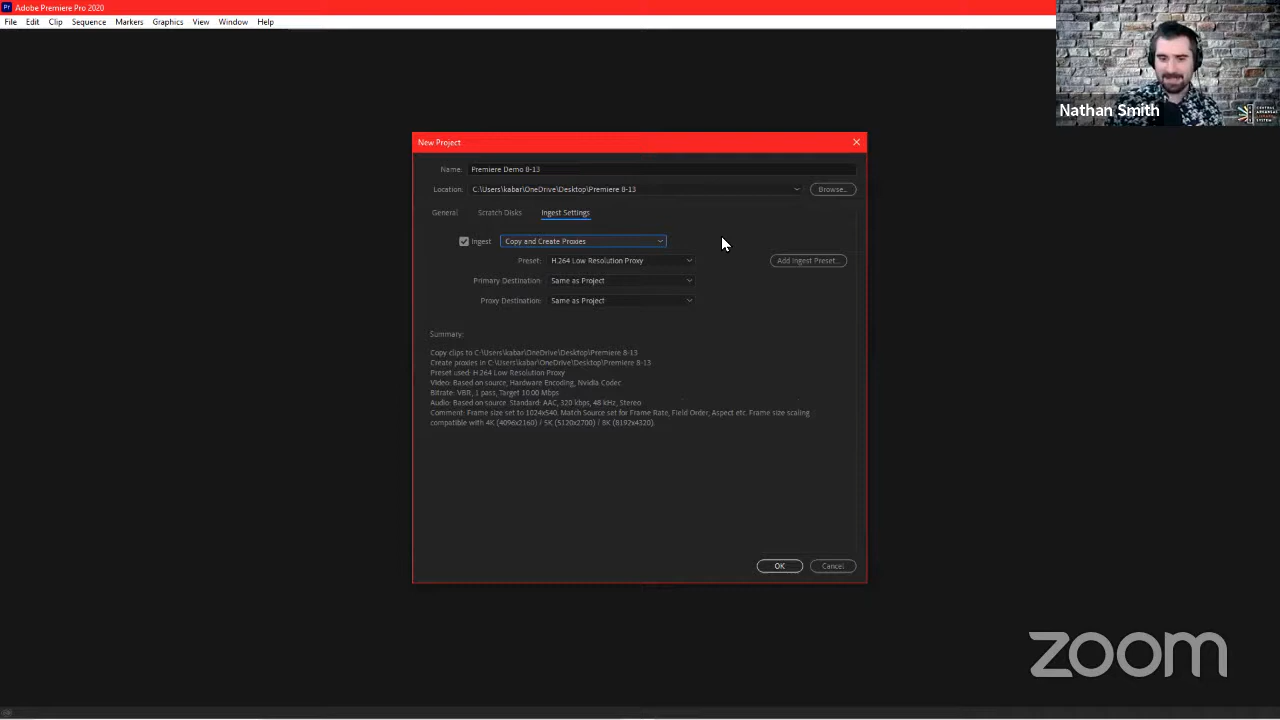 Adobe Premiere Pro 2020
File Edit Clip Sequence Markers Graphics View Window Help
Nathan Smith
New Project
Name: Premiere Demo 8-13
Location: C:\Users\kabar\OneDrive\Desktop\Premiere 8-13 Browse...
General Scratch Disks Ingest Settings
Ingest Copy and Create Proxies
Preset: H.264 Low Resolution Proxy Add Ingest Preset...
Primary Destination: Same as Project
Proxy Destination: Same as Project
Summary:
Copy clips to C:\Users\kabar\OneDrive\Desktop\Premiere 8-13
Create proxies in C:\Users\kabar\OneDrive\Desktop\Premiere 8-13
Preset used: H.264 Low Resolution Proxy
Video: Based on source, Hardware Encoding, Nvidia Codec
Bitrate: VBR, 1 pass, Target 10.00 Mbps
Audio: Based on source. Standard: AAC, 320 kbps, 48 kHz, Stereo
Comment: Frame size set to 1024x540. Match Source set for Frame Rate, Field Order, Aspect etc. Frame size scaling
compatible with 4K (4096x2160) / 5K (5120x2700) / 8K (8192x4320).
OK Cancel
zoom